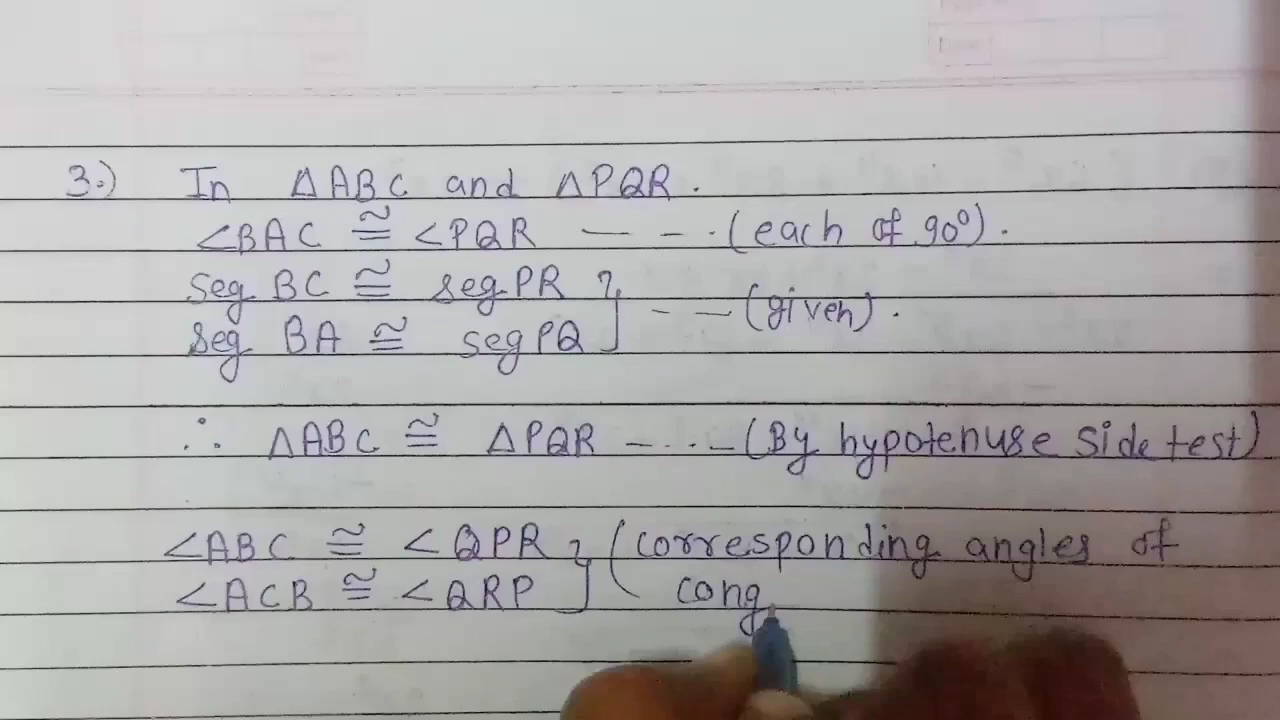 3.) In △ABC and △PQR.
∠BAC ≅ ∠PQR — - - · (each of 90°).
seg BC ≅ seg PR
seg BA ≅ seg PQ } - - — (given).
∴ △ABC ≅ △PQR - · · - (By hypotenuse side test)
∠ABC ≅ ∠QPR } (corresponding angles of
∠ACB ≅ ∠QRP cong